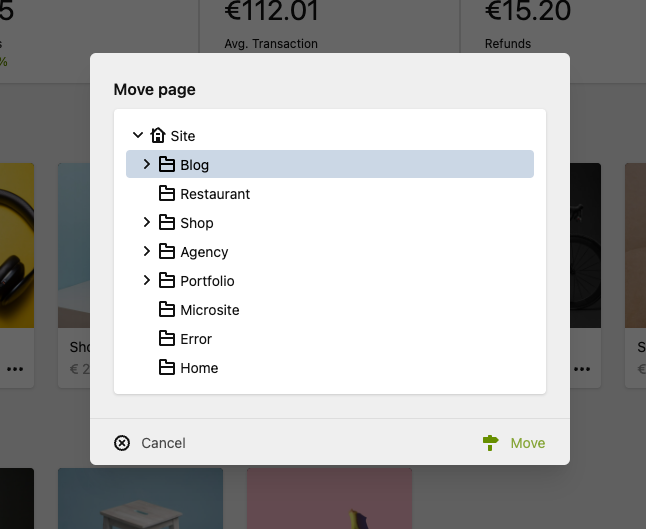 5
€112.01
€15.20
s
Avg. Transaction
Refunds
%
Move page
Site
Blog
Restaurant
Shop
Agency
Portfolio
Microsite
Error
Home
Sho
S
€ 2
€
Cancel
Move